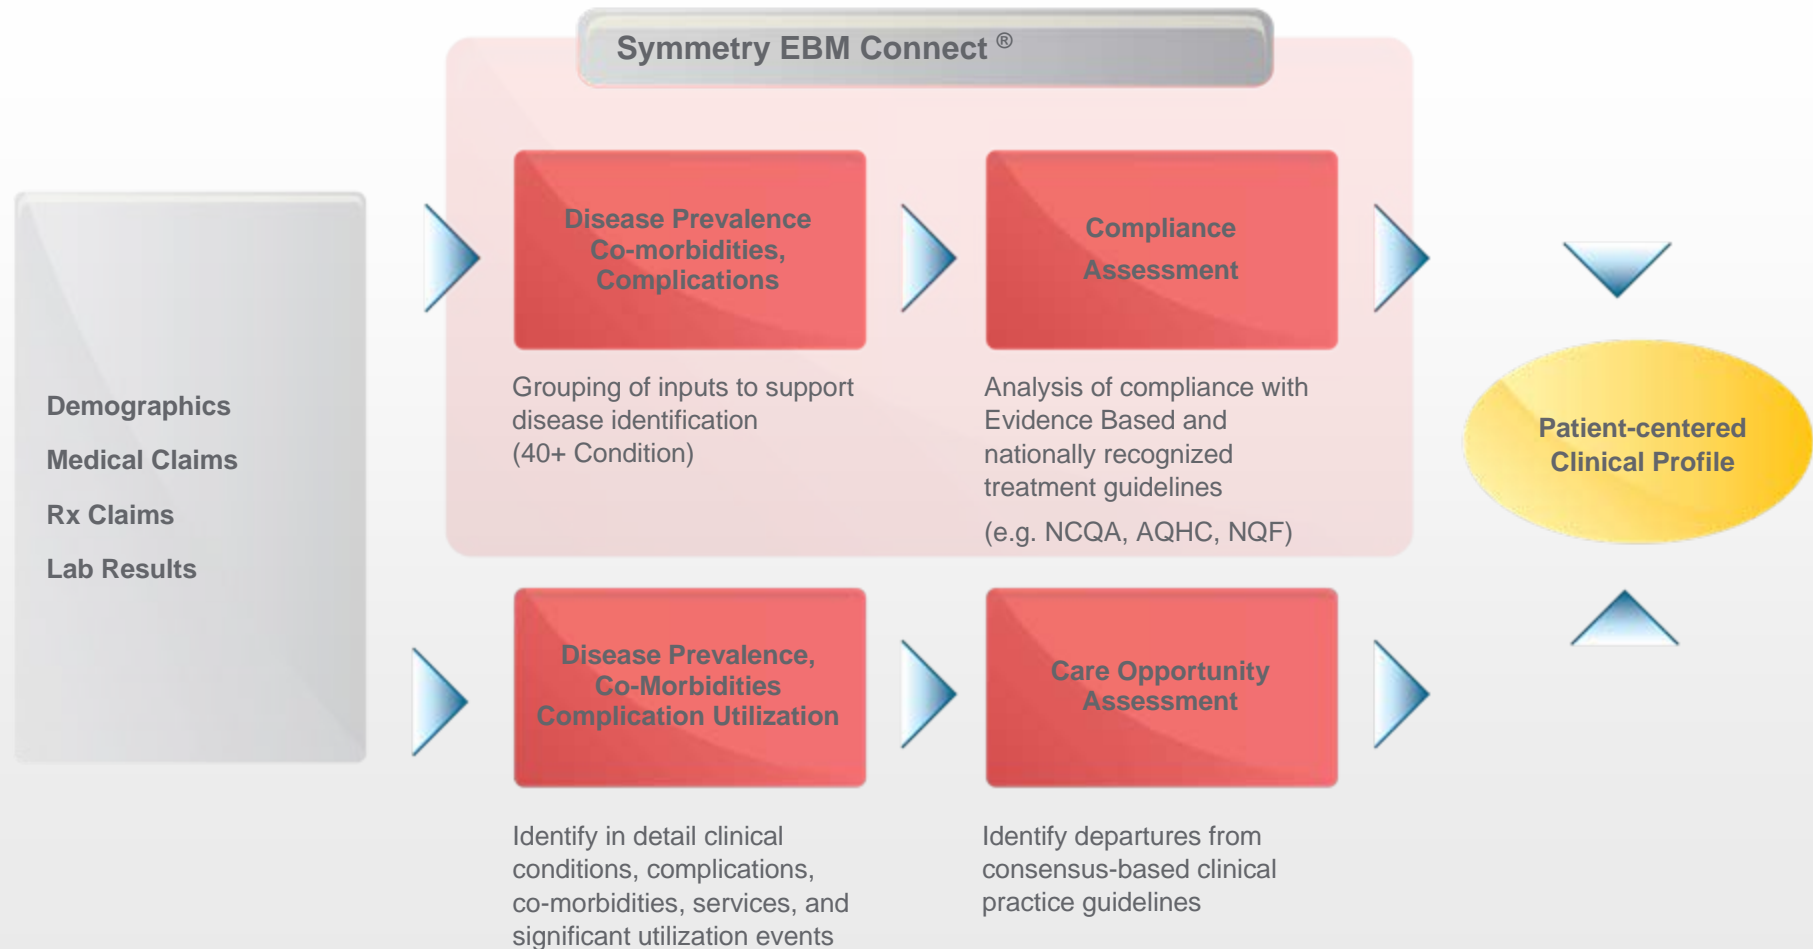 Symmetry EBM Connect ®
Demographics
Medical Claims
Rx Claims
Lab Results
Disease Prevalence
Co-morbidities,
Complications
Grouping of inputs to support
disease identification
(40+ Condition)
Compliance
Assessment
Analysis of compliance with
Evidence Based and
nationally recognized
treatment guidelines
(e.g. NCQA, AQHC, NQF)
Disease Prevalence,
Co-Morbidities
Complication Utilization
Identify in detail clinical
conditions, complications,
co-morbidities, services, and
significant utilization events
Care Opportunity
Assessment
Identify departures from
consensus-based clinical
practice guidelines
Patient-centered
Clinical Profile